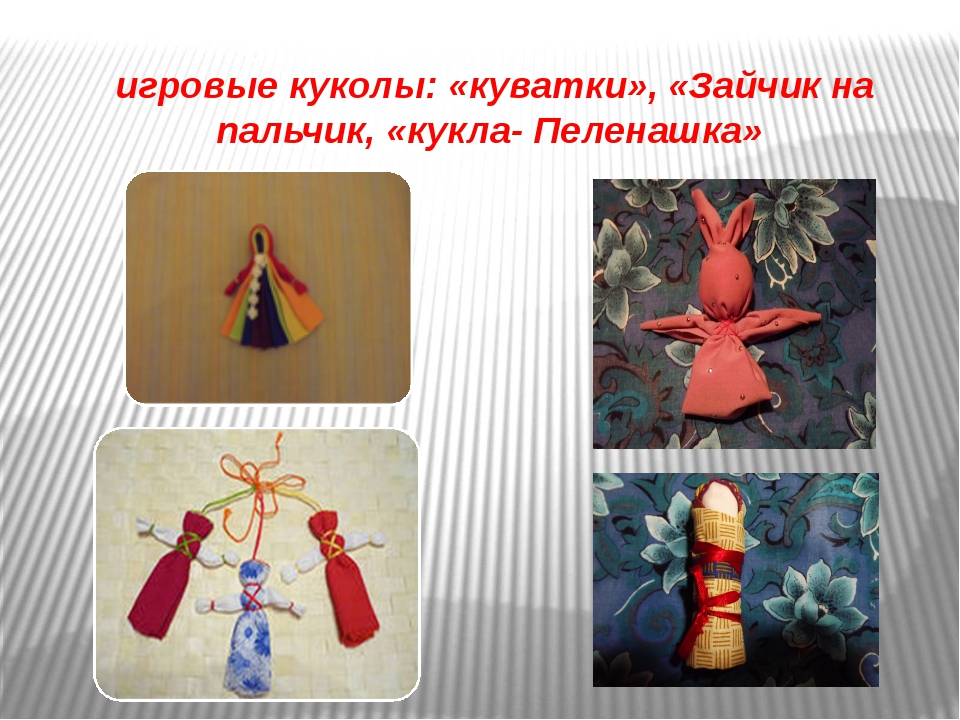 игровые куколы: «куватки», «Зайчик на
пальчик, «кукла- Пеленашка»